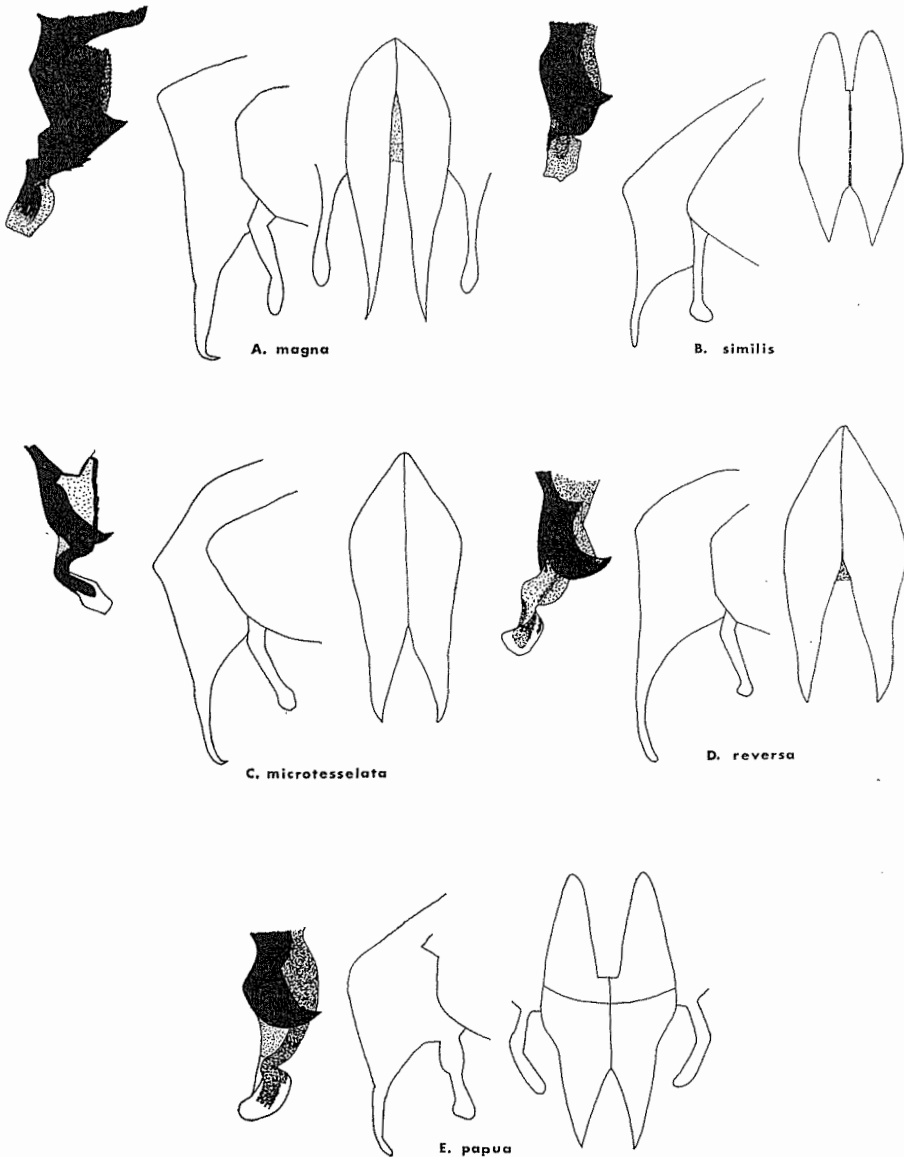 A. magna
B. similis
C. microtesselata
D. reversa
E. papua